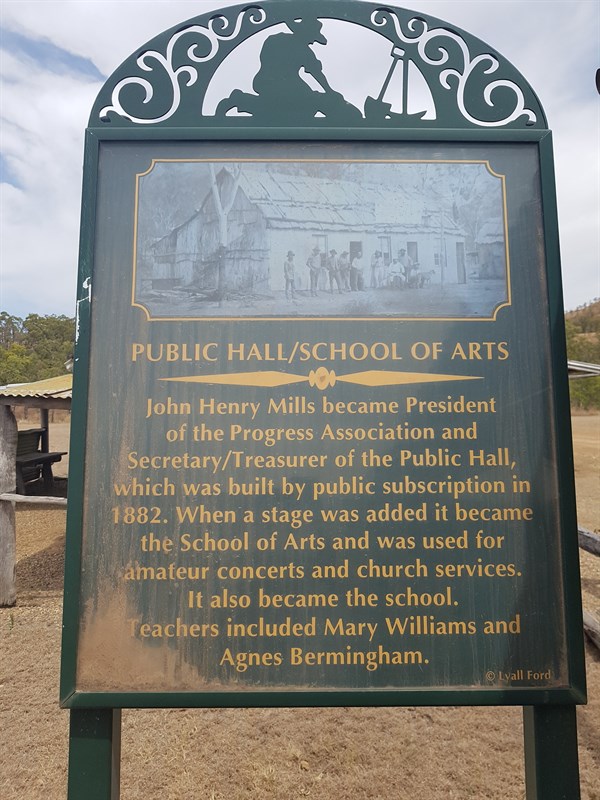 PUBLIC HALL/SCHOOL OF ARTS
John Henry Mills became President
of the Progress Association and
Secretary/Treasurer of the Public Hall,
which was built by public subscription in
1882. When a stage was added it became
the School of Arts and was used for
amateur concerts and church services.
It also became the school.
Teachers included Mary Williams and
Agnes Bermingham.
© Lyall Ford